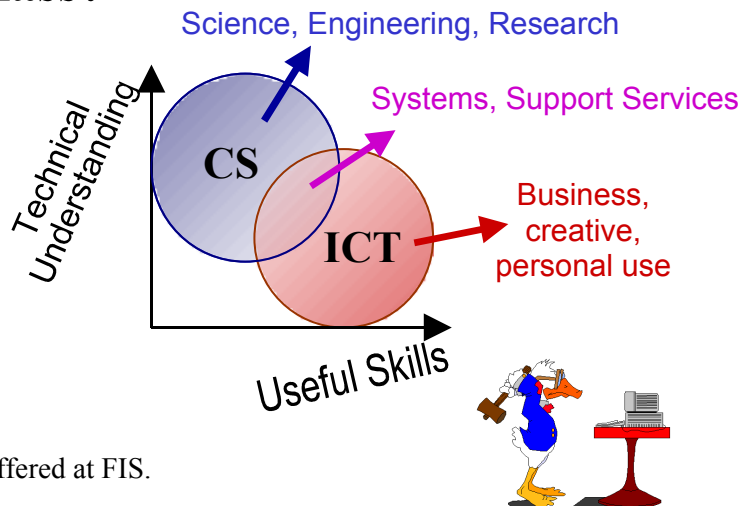 Science, Engineering, Research
Technical
Understanding
Systems, Support Services
CS
Business,
creative,
personal use
ICT
Useful Skills
ffered at FIS.